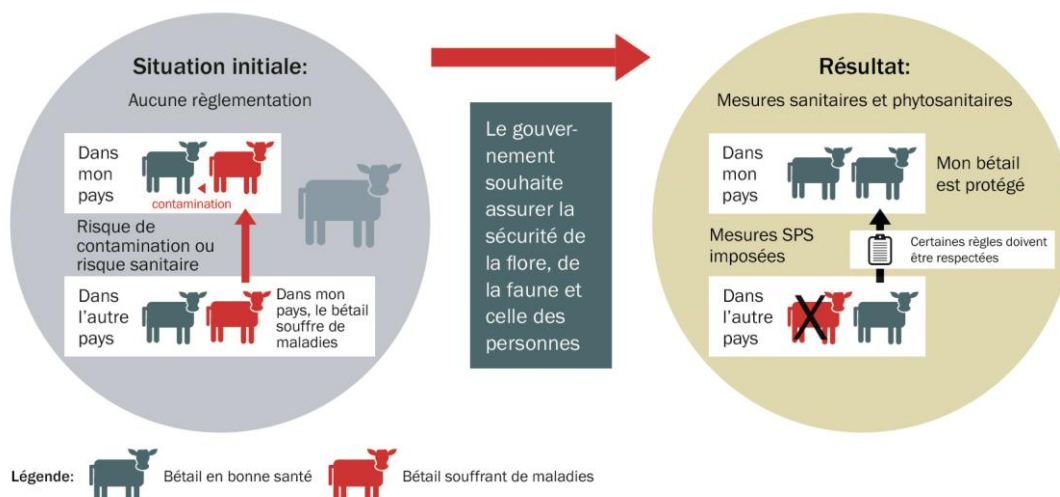 Situation initiale:
Aucune règlementation
Dans
mon
pays
contamination
Risque de
contamination ou
risque sanitaire
Dans
l'autre
pays
Dans mon
pays, le bétail
souffre de
maladies
Le gouver-
nement
souhaite
assurer la
sécurité de
la flore, de
la faune et
celle des
personnes
Résultat:
Mesures sanitaires et phytosanitaires
Dans
mon
pays
Mon bétail
est protégé
Mesures SPS
imposées
Certaines règles doivent
être respectées
Dans
l'autre
pays
Légende:
Bétail en bonne santé
Bétail souffrant de maladies